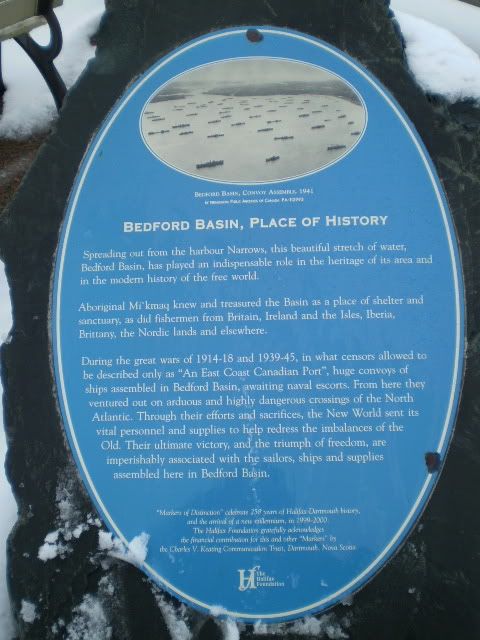 Bedford Basin, Convoy Assembly, 1941
Bedford Basin, Place of History
Spreading out from the harbour Narrows, this beautiful stretch of water,
Bedford Basin, has played an indispensable role in the heritage of its area and
in the modern history of the free world.
Aboriginal Mi'kmaq knew and treasured the Basin as a place of shelter and
sanctuary, as did fishermen from Britain, Ireland and the Isles, Iberia,
Brittany, the Nordic lands and elsewhere.
During the great wars of 1914-18 and 1939-45, in what censors allowed to
be described only as "An East Coast Canadian Port", huge convoys of
ships assembled in Bedford Basin, awaiting naval escorts. From here they
ventured out on arduous and highly dangerous crossings of the North
Atlantic. Through their efforts and sacrifices, the New World sent its
vital personnel and supplies to help redress the imbalances of the
Old. Their ultimate victory, and the triumph of freedom, are
imperishably associated with the sailors, ships and supplies
assembled here in Bedford Basin.
"Markers of Distinction" celebrate 250 years of Halifax-Dartmouth history,
and the arrival of a new millennium, in 1999-2000.
The Halifax Foundation gratefully acknowledges
the financial contribution for this and other "Markers" by
the Charles V. Keating Communication Trust, Dartmouth, Nova Scotia
The
Halifax
Foundation